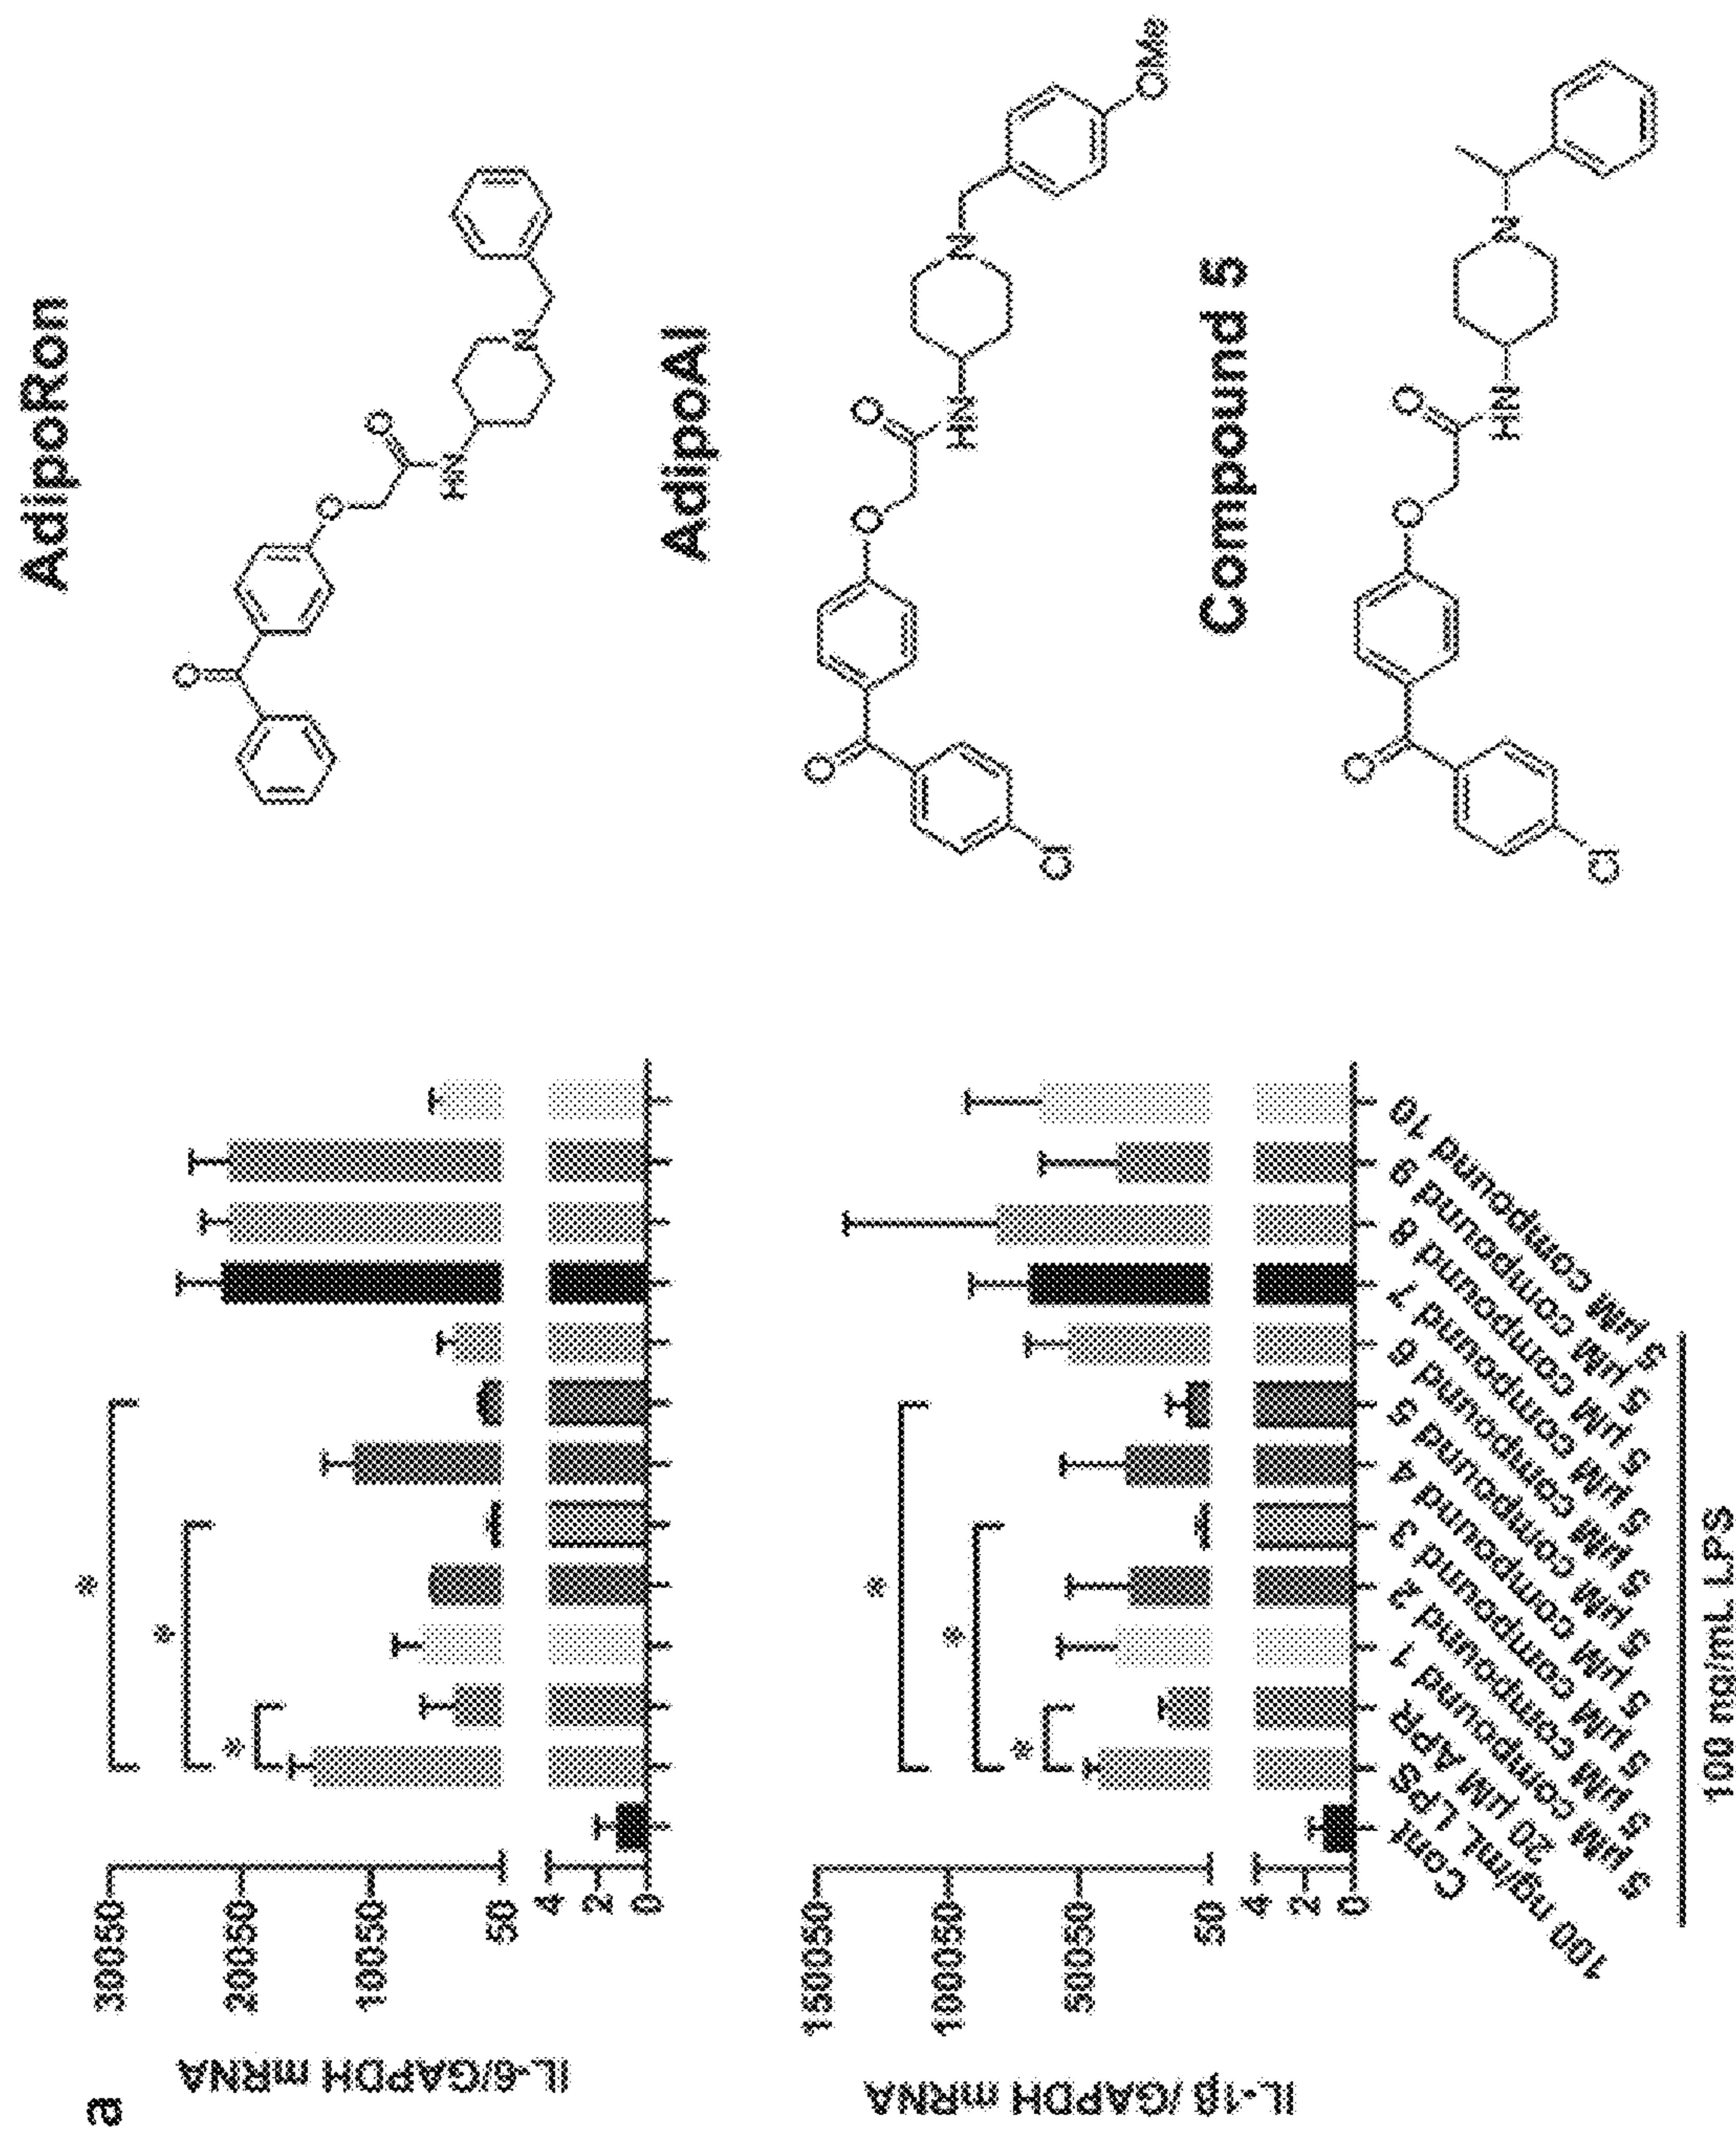 a
IL-6/GAPDH mRNA
30050
20050
10050
50
4
2
0
*
*
*
IL-1β/GAPDH mRNA
150050
100050
50050
50
4
2
0
*
*
*
Cont
100 ng/mL LPS
20 µM APR
5 µM compound 1
5 µM compound 2
5 µM compound 3
5 µM compound 4
5 µM compound 5
5 µM compound 6
5 µM compound 7
5 µM compound 8
5 µM compound 9
5 µM compound 10
100 ng/mL LPS
AdipoRon
O
O
O
HN
N
AdipoAI
O
Cl
O
O
HN
N
OMe
Compound 5
O
Cl
O
O
HN
N